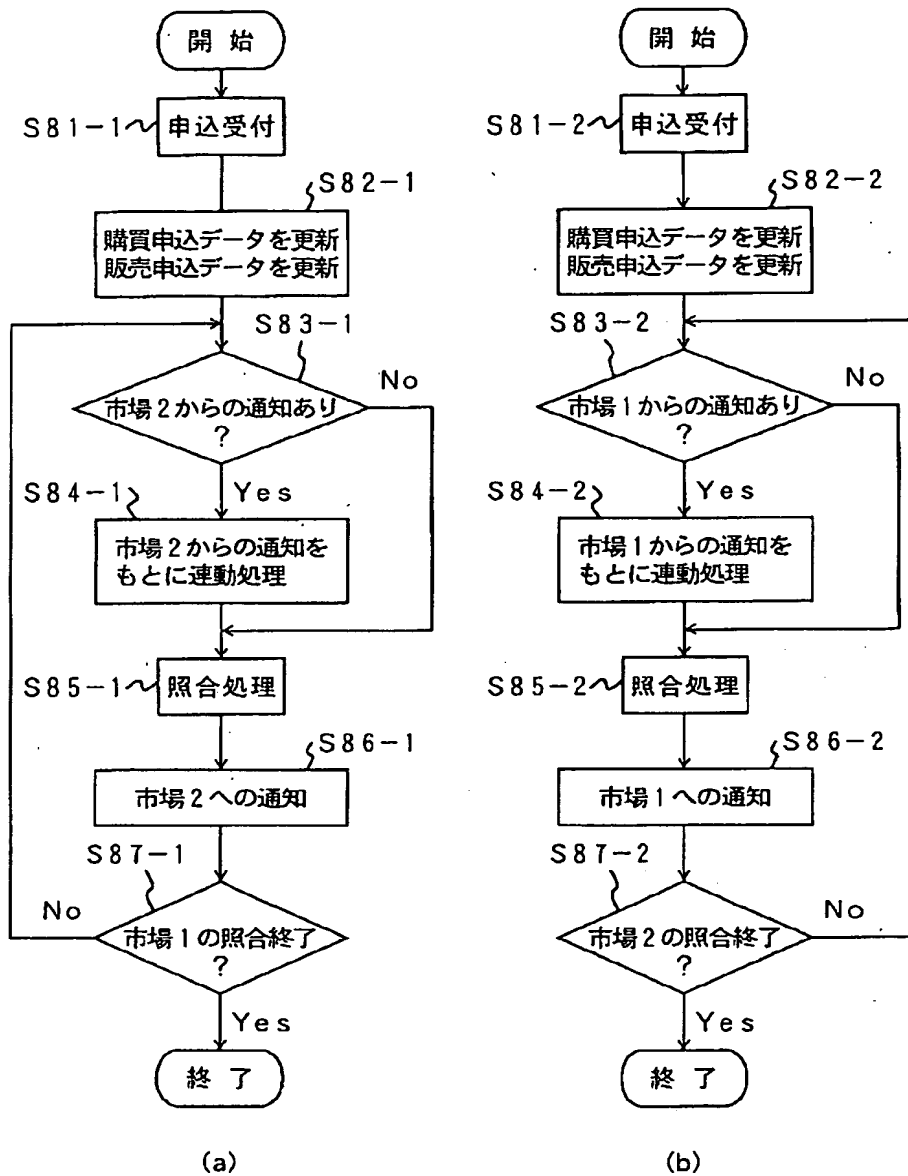 開始
S81-1
申込受付
S82-1
購買申込データを更新
販売申込データを更新
S83-1
市場2からの通知あり
?
No
Yes
S84-1
市場2からの通知を
もとに連動処理
S85-1
照合処理
S86-1
市場2への通知
S87-1
No
市場1の照合終了
?
Yes
終了
(a)
開始
S81-2
申込受付
S82-2
購買申込データを更新
販売申込データを更新
S83-2
市場1からの通知あり
?
No
Yes
S84-2
市場1からの通知を
もとに連動処理
S85-2
照合処理
S86-2
市場1への通知
S87-2
No
市場2の照合終了
?
Yes
終了
(b)